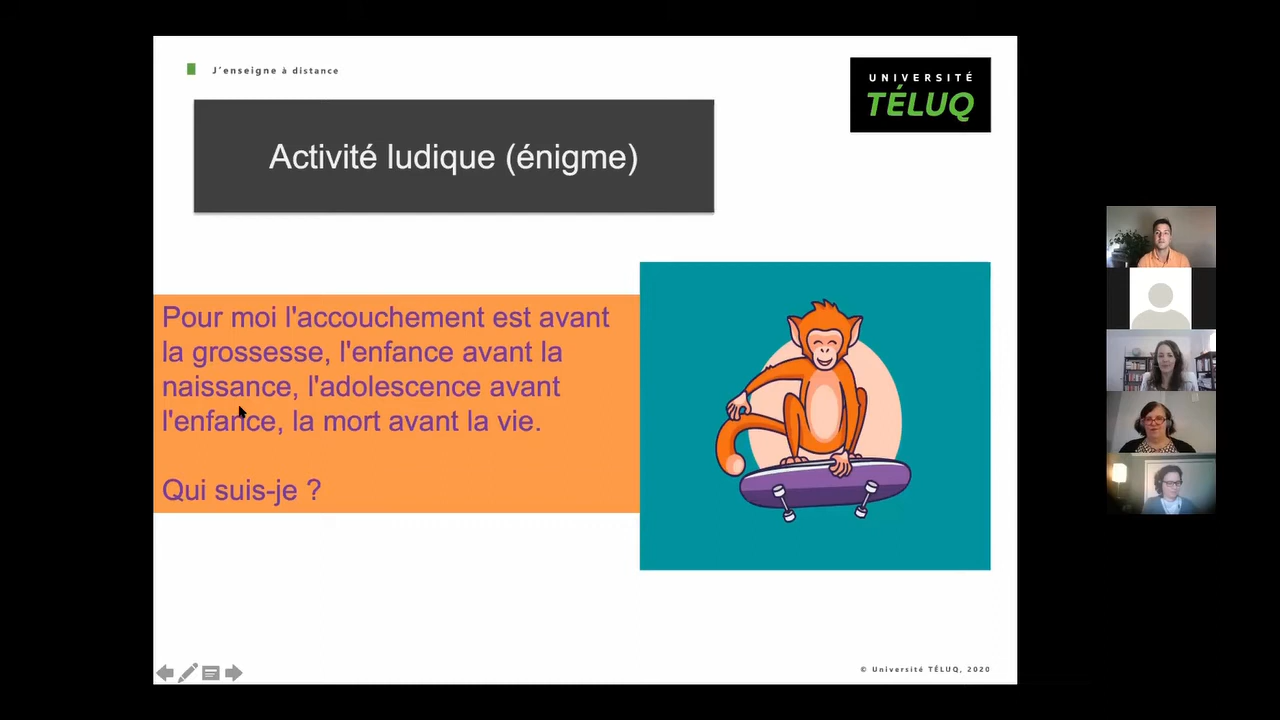 J'enseigne à distance
UNIVERSITÉ
TÉLUQ
Activité ludique (énigme)
Pour moi l'accouchement est avant
la grossesse, l'enfance avant la
naissance, l'adolescence avant
l'enfance, la mort avant la vie.
Qui suis-je ?
© Université TÉLUQ, 2020